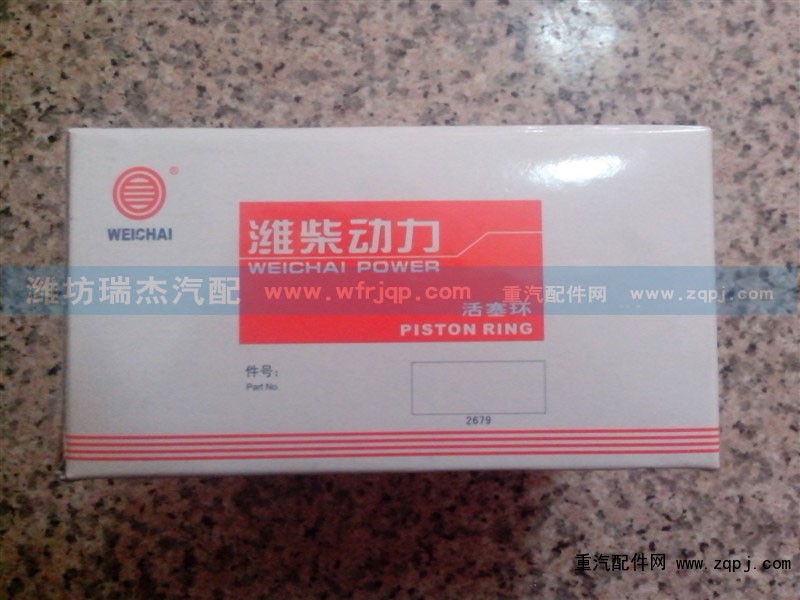 ®
WEICHAI
潍柴动力
WEICHAI POWER
潍坊瑞杰汽配 www.wfrjqp.com 重汽配件网 www.zqpj.com
活塞环
PISTON RING
件号:
Part No.
2679
重汽配件网 www.zqpj.com